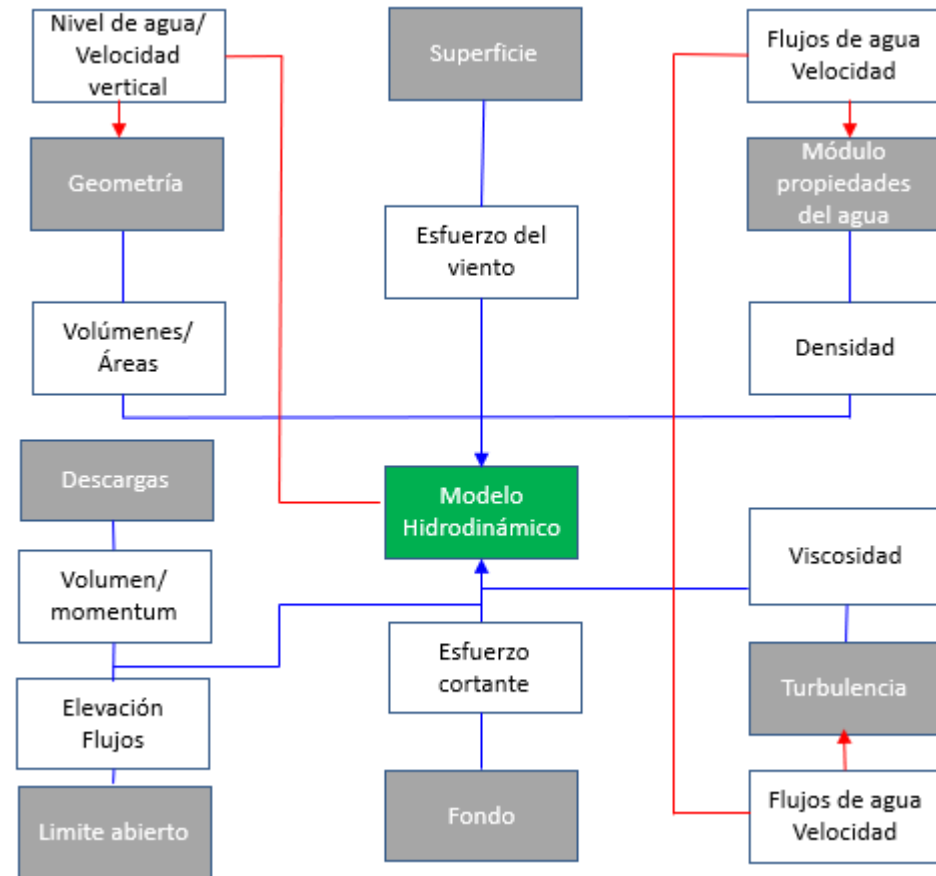 Nivel de agua/
Velocidad
vertical
Superficie
Flujos de agua
Velocidad
Geometría
Módulo
propiedades
del agua
Esfuerzo del
viento
Volúmenes/
Áreas
Densidad
Descargas
Modelo
Hidrodinámico
Viscosidad
Volumen/
momentum
Esfuerzo
cortante
Elevación
Flujos
Turbulencia
Limite abierto
Fondo
Flujos de agua
Velocidad